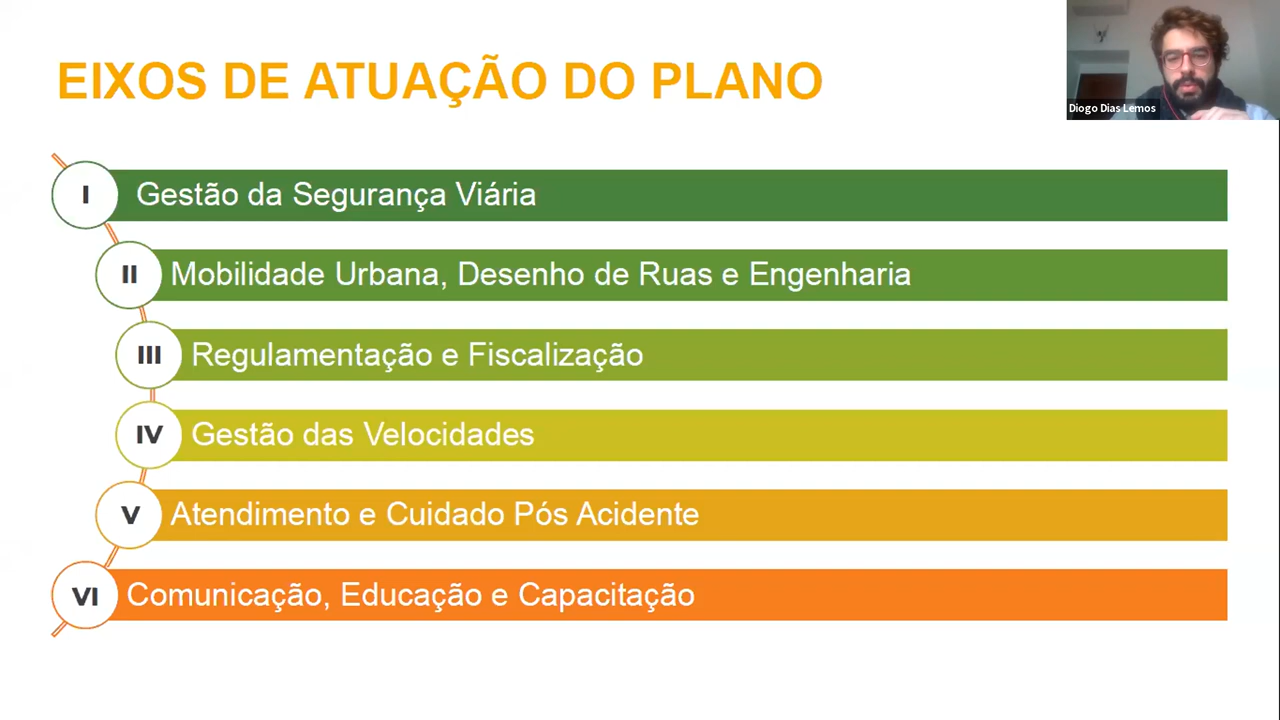 EIXOS DE ATUAÇÃO DO PLANO
Diogo Dias Lemos
I Gestão da Segurança Viária
II Mobilidade Urbana, Desenho de Ruas e Engenharia
III Regulamentação e Fiscalização
IV Gestão das Velocidades
V Atendimento e Cuidado Pós Acidente
VI Comunicação, Educação e Capacitação